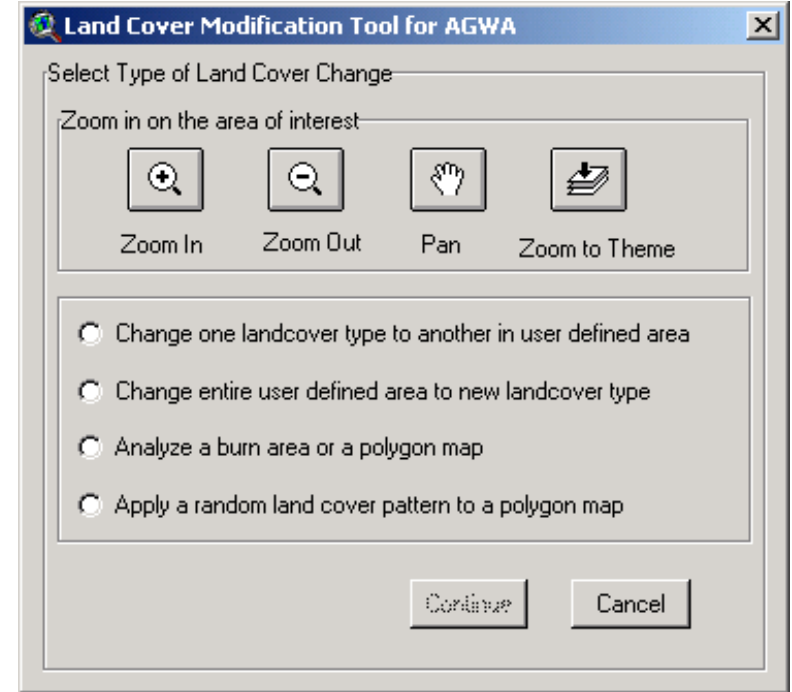 Land Cover Modification Tool for AGWA
Select Type of Land Cover Change
Zoom in on the area of interest
Zoom In Zoom Out Pan Zoom to Theme
Change one landcover type to another in user defined area
Change entire user defined area to new landcover type
Analyze a burn area or a polygon map
Apply a random land cover pattern to a polygon map
Continue Cancel